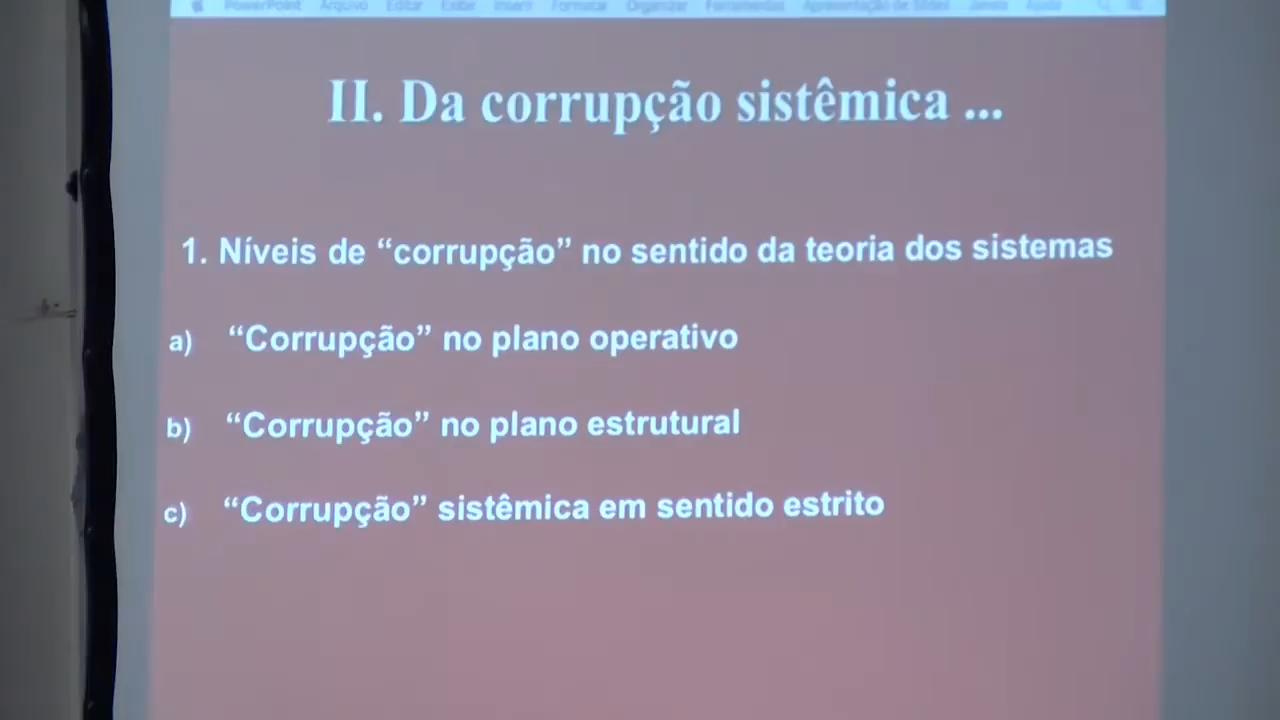 PowerPoint Arquivo Editar Exibir Inserir Formatar Organizar Ferramentas Apresentação de Slides Janela Ajuda
II. Da corrupção sistêmica ...
1. Níveis de “corrupção” no sentido da teoria dos sistemas
a) “Corrupção” no plano operativo
b) “Corrupção” no plano estrutural
c) “Corrupção” sistêmica em sentido estrito